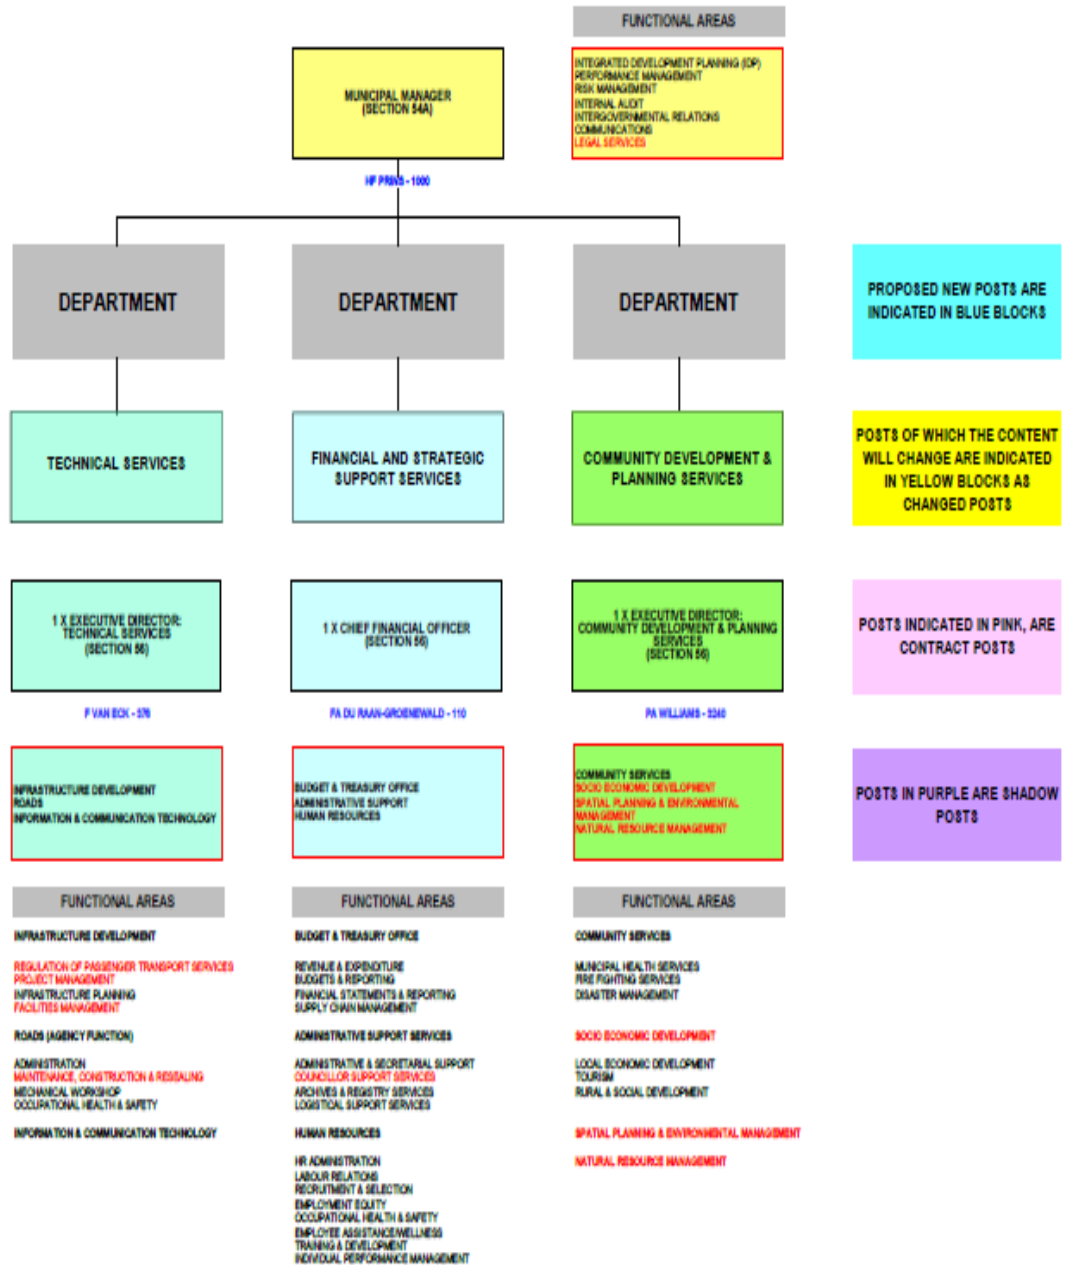 FUNCTIONAL AREAS
MUNICIPAL MANAGER
(SECTION 54A)
INTEGRATED DEVELOPMENT PLANNING (IDP)
PERFORMANCE MANAGEMENT
RISK MANAGEMENT
INTERNAL AUDIT
INTERGOVERNMENTAL RELATIONS
COMMUNICATIONS
LEGAL SERVICES
HF PRINS - 1000
DEPARTMENT
DEPARTMENT
DEPARTMENT
PROPOSED NEW POSTS ARE
INDICATED IN BLUE BLOCKS
TECHNICAL SERVICES
FINANCIAL AND STRATEGIC
SUPPORT SERVICES
COMMUNITY DEVELOPMENT &
PLANNING SERVICES
POSTS OF WHICH THE CONTENT
WILL CHANGE ARE INDICATED
IN YELLOW BLOCKS AS
CHANGED POSTS
1 X EXECUTIVE DIRECTOR:
TECHNICAL SERVICES
(SECTION 56)
1 X CHIEF FINANCIAL OFFICER
(SECTION 56)
1 X EXECUTIVE DIRECTOR:
COMMUNITY DEVELOPMENT & PLANNING
SERVICES
(SECTION 56)
POSTS INDICATED IN PINK, ARE
CONTRACT POSTS
F VAN ECK -
FA DU RAAN-GROENEWALD - 110
PA WILLIAMS -
INFRASTRUCTURE DEVELOPMENT
ROADS
INFORMATION & COMMUNICATION TECHNOLOGY
BUDGET & TREASURY OFFICE
ADMINISTRATIVE SUPPORT
HUMAN RESOURCES
COMMUNITY SERVICES
SOCIO ECONOMIC DEVELOPMENT
SPATIAL PLANNING & ENVIRONMENTAL
MANAGEMENT
NATURAL RESOURCE MANAGEMENT
POSTS IN PURPLE ARE SHADOW
POSTS
FUNCTIONAL AREAS
INFRASTRUCTURE DEVELOPMENT
REGULATION OF PASSENGER TRANSPORT SERVICES
PROJECT MANAGEMENT
INFRASTRUCTURE PLANNING
FACILITIES MANAGEMENT
ROADS (AGENCY FUNCTION)
ADMINISTRATION
MAINTENANCE, CONSTRUCTION & RESEALING
MECHANICAL WORKSHOP
OCCUPATIONAL HEALTH & SAFETY
INFORMATION & COMMUNICATION TECHNOLOGY
FUNCTIONAL AREAS
BUDGET & TREASURY OFFICE
REVENUE & EXPENDITURE
BUDGETS & REPORTING
FINANCIAL STATEMENTS & REPORTING
SUPPLY CHAIN MANAGEMENT
ADMINISTRATIVE SUPPORT SERVICES
ADMINISTRATIVE & SECRETARIAL SUPPORT
COUNCILLOR SUPPORT SERVICES
ARCHIVES & REGISTRY SERVICES
LOGISTICAL SUPPORT SERVICES
HUMAN RESOURCES
HR ADMINISTRATION
LABOUR RELATIONS
RECRUITMENT & SELECTION
EMPLOYMENT EQUITY
OCCUPATIONAL HEALTH & SAFETY
EMPLOYEE ASSISTANCE/WELLNESS
TRAINING & DEVELOPMENT
INDIVIDUAL PERFORMANCE MANAGEMENT
FUNCTIONAL AREAS
COMMUNITY SERVICES
MUNICIPAL HEALTH SERVICES
FIRE FIGHTING SERVICES
DISASTER MANAGEMENT
SOCIO ECONOMIC DEVELOPMENT
LOCAL ECONOMIC DEVELOPMENT
TOURISM
RURAL & SOCIAL DEVELOPMENT
SPATIAL PLANNING & ENVIRONMENTAL MANAGEMENT
NATURAL RESOURCE MANAGEMENT